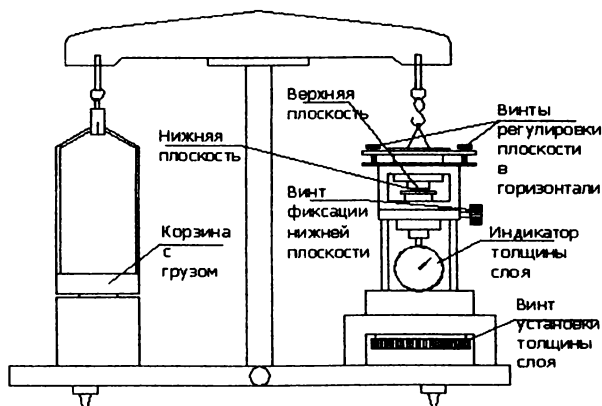 Верхняя
плоскость
Винты
регулировки
плоскости
в
горизонтали
Нижняя
плоскость
Винт
фиксации
нижней
плоскости
Корзина
с
грузом
Индикатор
толщины
слоя
Винт
установки
толщины
слоя